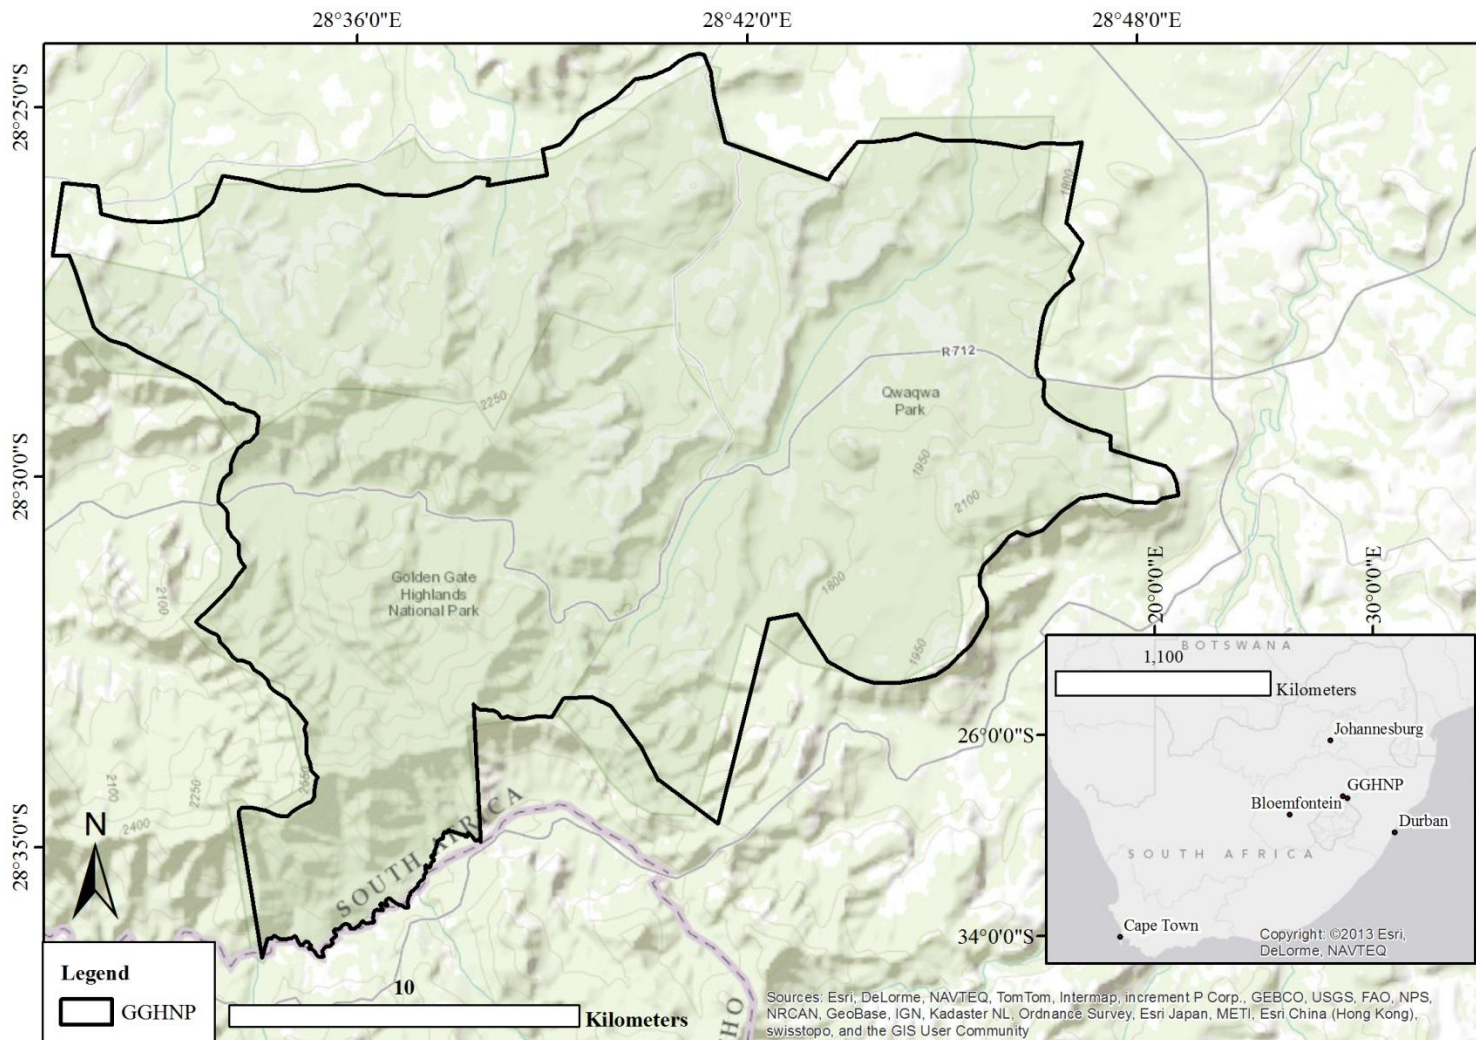 28°36'0"E
28°42'0"E
28°48'0"E
28°25'0"S
1800
R712
Qwaqwa
Park
2250
28°30'0"S
1950
2100
Golden Gate
Highlands
National Park
2100
1800
1950
20°0'0"E
30°0'0"E
BOTSWANA
1,100
Kilometers
26°0'0"S
Johannesburg
GGHNP
Bloemfontein
Durban
SOUTH AFRICA
Cape Town
34°0'0"S
Copyright: ©2013 Esri,
DeLorme, NAVTEQ
2100
2250
2550
2400
28°35'0"S
N
SOUTH AFRICA
Legend
GGHNP
10
Kilometers
THO
Sources: Esri, DeLorme, NAVTEQ, TomTom, Intermap, increment P Corp., GEBCO, USGS, FAO, NPS,
NRCAN, GeoBase, IGN, Kadaster NL, Ordnance Survey, Esri Japan, METI, Esri China (Hong Kong),
swisstopo, and the GIS User Community